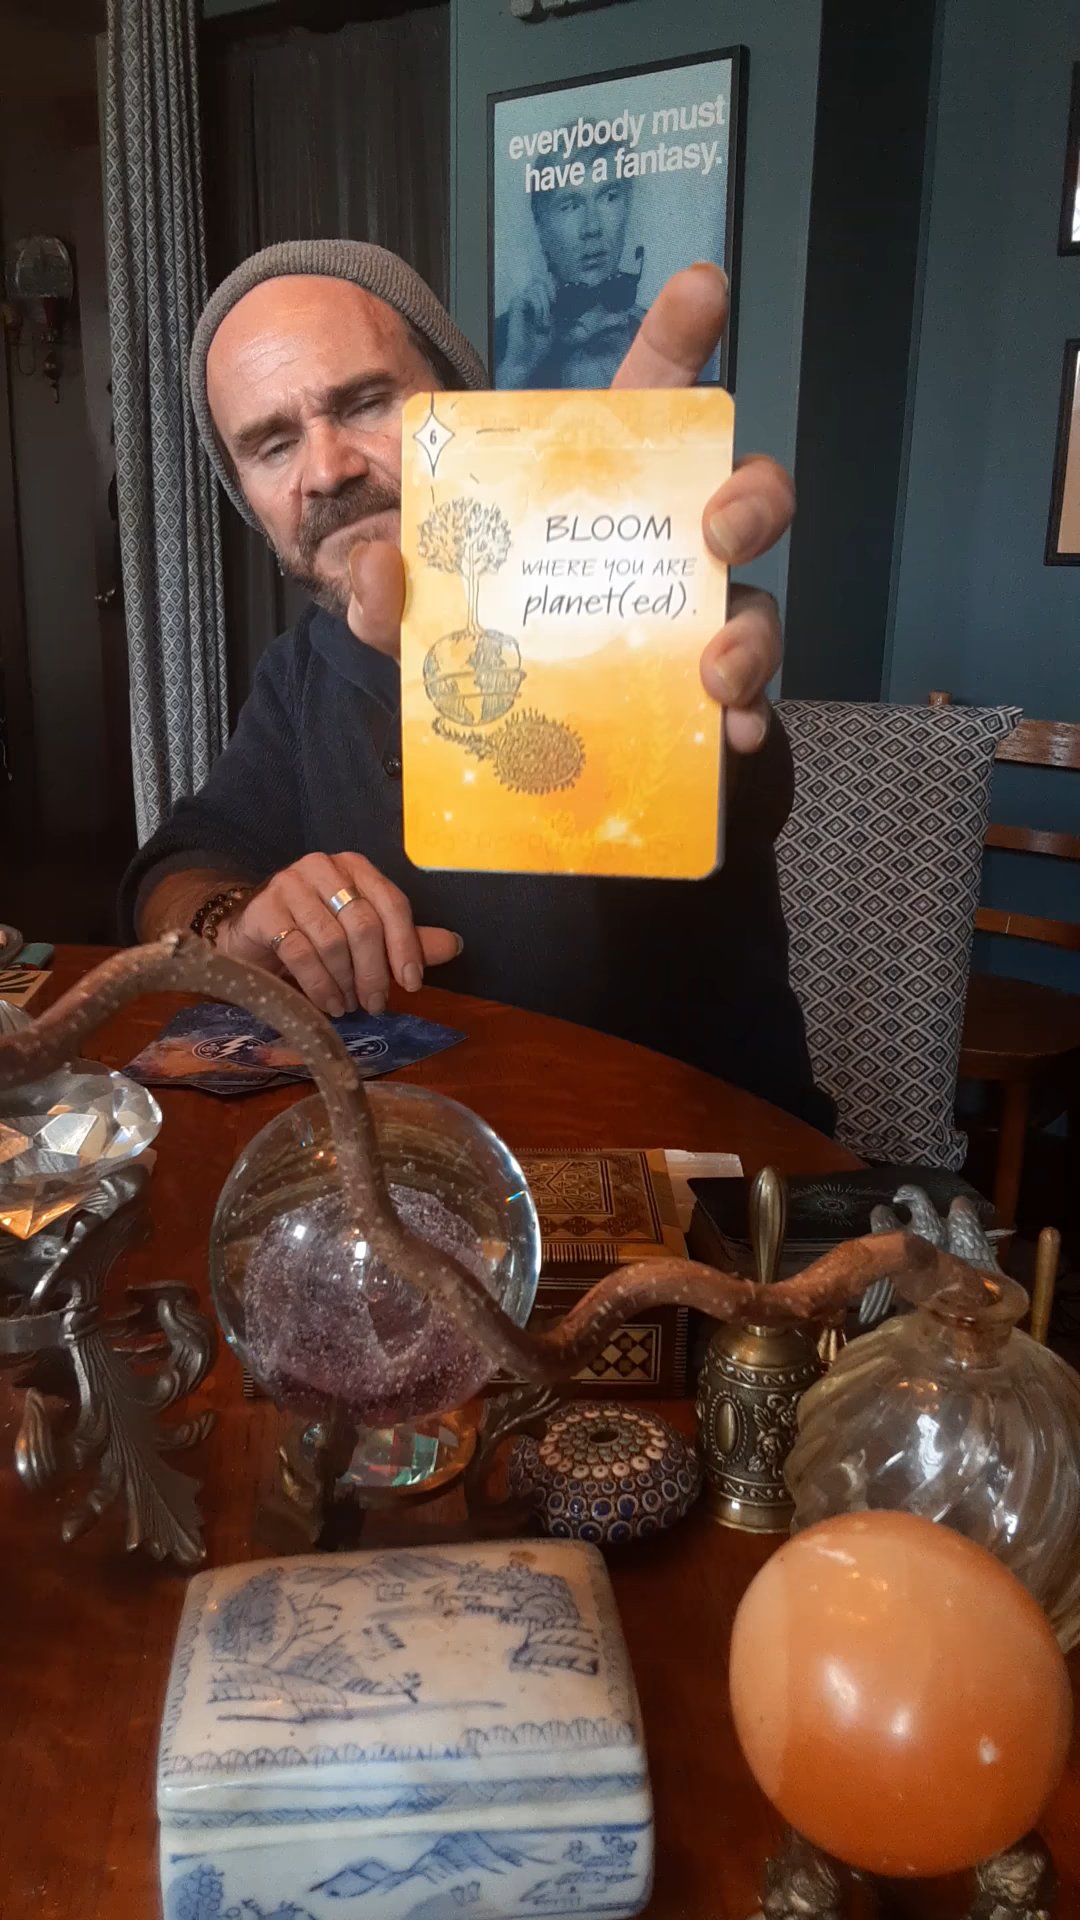 everybody must
have a fantasy.
6
BLOOM
WHERE YOU ARE
planet(ed).